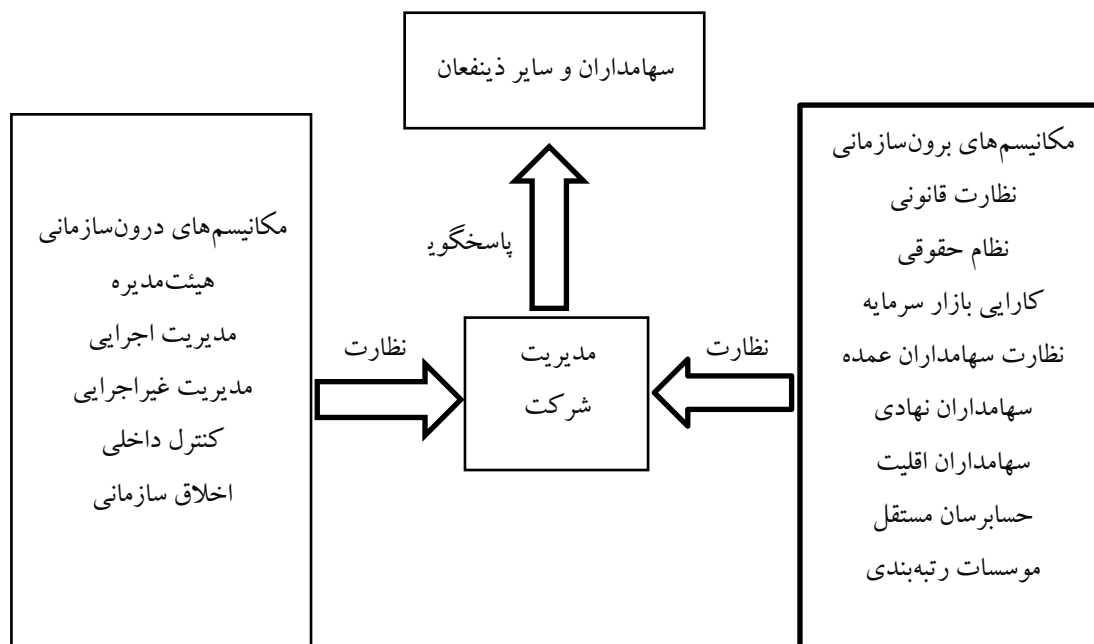 سهامداران و سایر ذینفعان
مکانیسم‌های برون‌سازمانی
نظارت قانونی
نظام حقوقی
کارایی بازار سرمایه
نظارت سهامداران عمده
سهامداران نهادی
سهامداران اقلیت
حسابرسان مستقل
موسسات رتبه‌بندی
پاسخگوی
نظارت
مدیریت
شرکت
نظارت
مکانیسم‌های درون‌سازمانی
هیئت‌مدیره
مدیریت اجرایی
مدیریت غیراجرایی
کنترل داخلی
اخلاق سازمانی